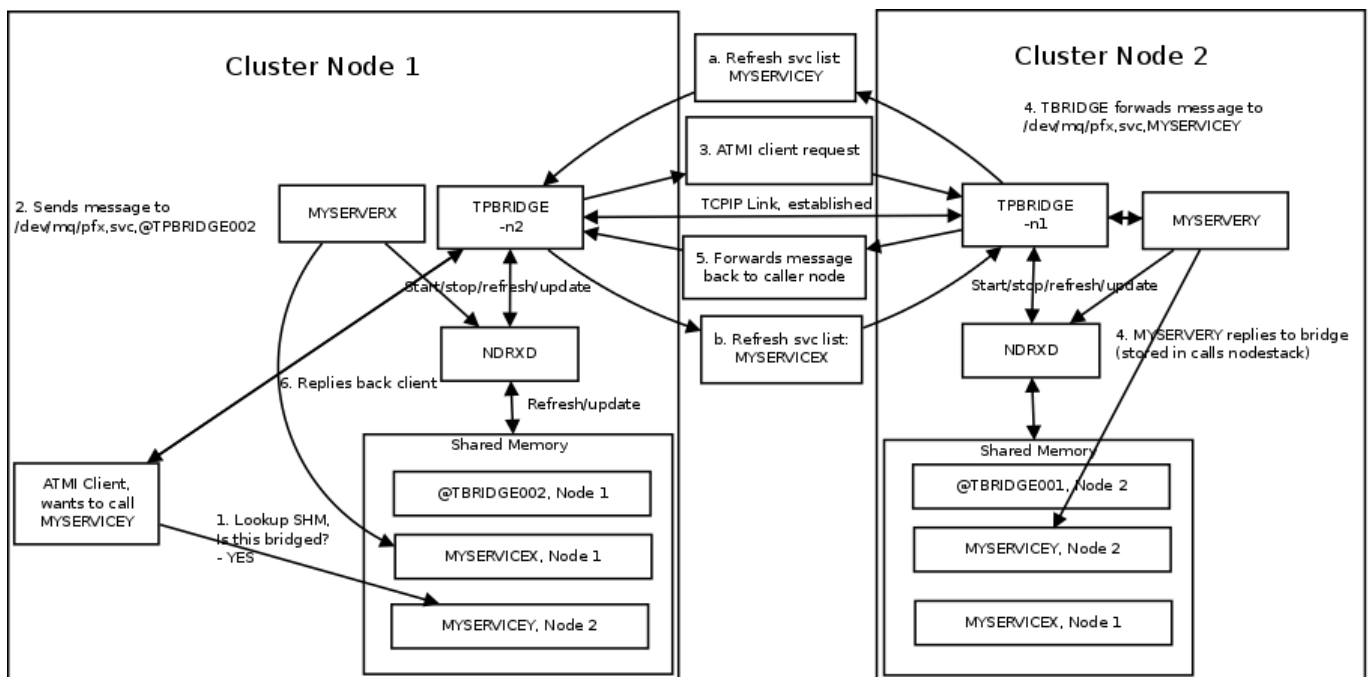 Cluster Node 1
Cluster Node 2
a. Refresh svc list
MYSERVICEY
4. TBRIDGE forwads message to
/dev/mq/pfx,svc,MYSERVICEY
3. ATMI client request
2. Sends message to
/dev/mq/pfx,svc,@TPBRIDGE002
MYSERVERX
TPBRIDGE
-n2
TCPIP Link, established
TPBRIDGE
-n1
MYSERVERY
5. Forwards message
back to caller node
Start/stop/refresh/update
Start/stop/refresh/update
b. Refresh svc list:
MYSERVICEX
NDRXD
NDRXD
4. MYSERVERY replies to bridge
(stored in calls nodestack)
6. Replies back client
Refresh/update
Shared Memory
Shared Memory
ATMI Client,
wants to call
MYSERVICEY
@TBRIDGE002, Node 1
@TBRIDGE001, Node 2
1. Lookup SHM,
Is this bridged?
- YES
MYSERVICEX, Node 1
MYSERVICEY, Node 2
MYSERVICEY, Node 2
MYSERVICEX, Node 1